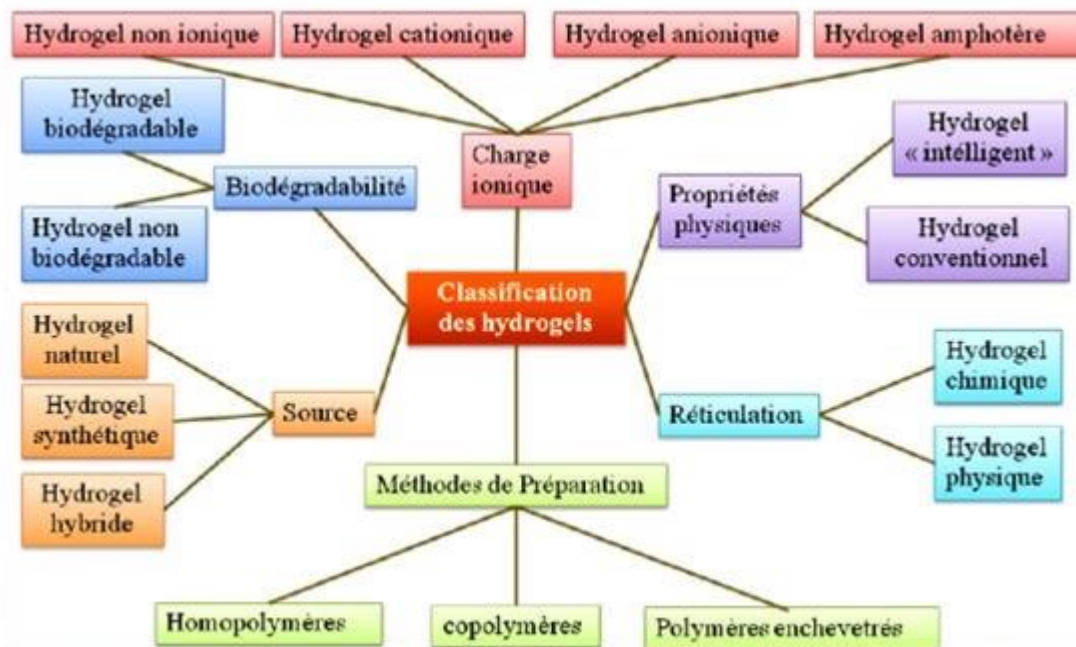 Hydrogel non ionique
Hydrogel cationique
Hydrogel anionique
Hydrogel amphotère
Hydrogel
biodégradable
Hydrogel non
biodégradable
Biodégradabilité
Charge
ionique
Propriétés
physiques
Hydrogel
« intélligent »
Hydrogel
conventionnel
Classification
des hydrogels
Hydrogel
naturel
Hydrogel
synthétique
Hydrogel
hybride
Source
Réticulation
Hydrogel
chimique
Hydrogel
physique
Méthodes de Préparation
Homopolymères
copolymères
Polymères enchevetrés